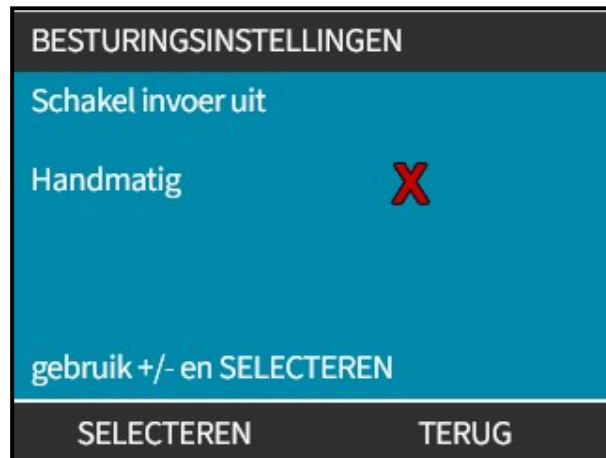 BESTURINGSINSTELLINGEN
Schakel invoer uit
Handmatig X
gebruik +/- en SELECTEREN
SELECTEREN TERUG